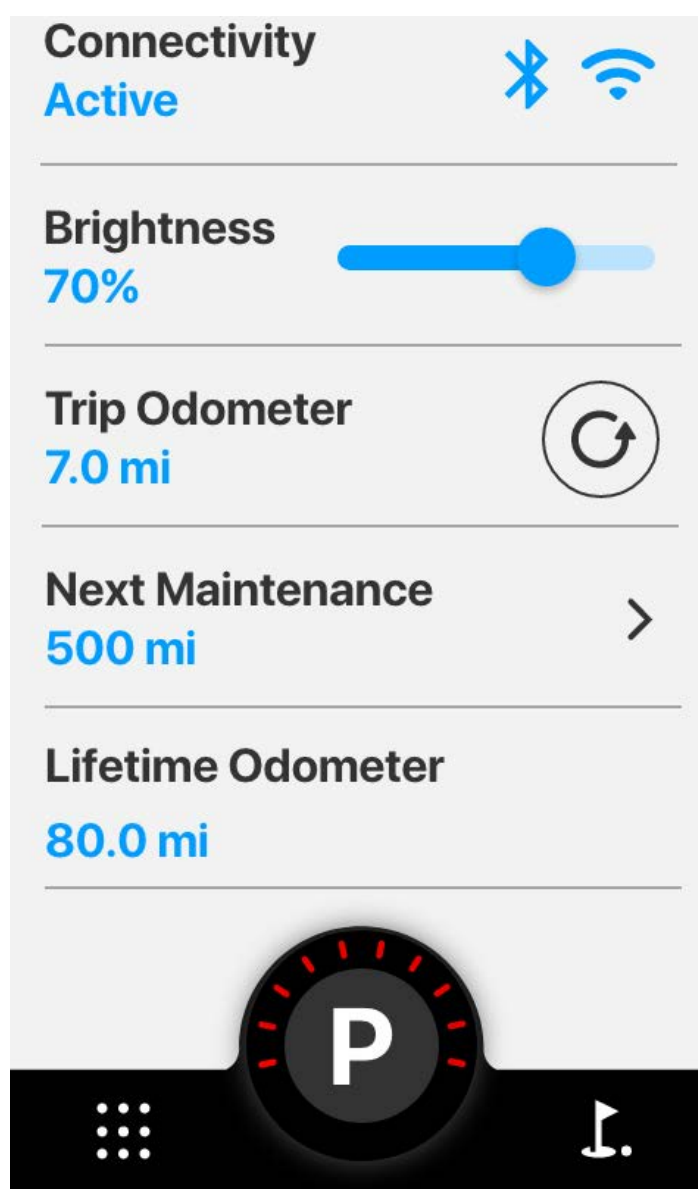 Connectivity
Active
Brightness
70%
Trip Odometer
7.0 mi
Next Maintenance
500 mi
Lifetime Odometer
80.0 mi
P